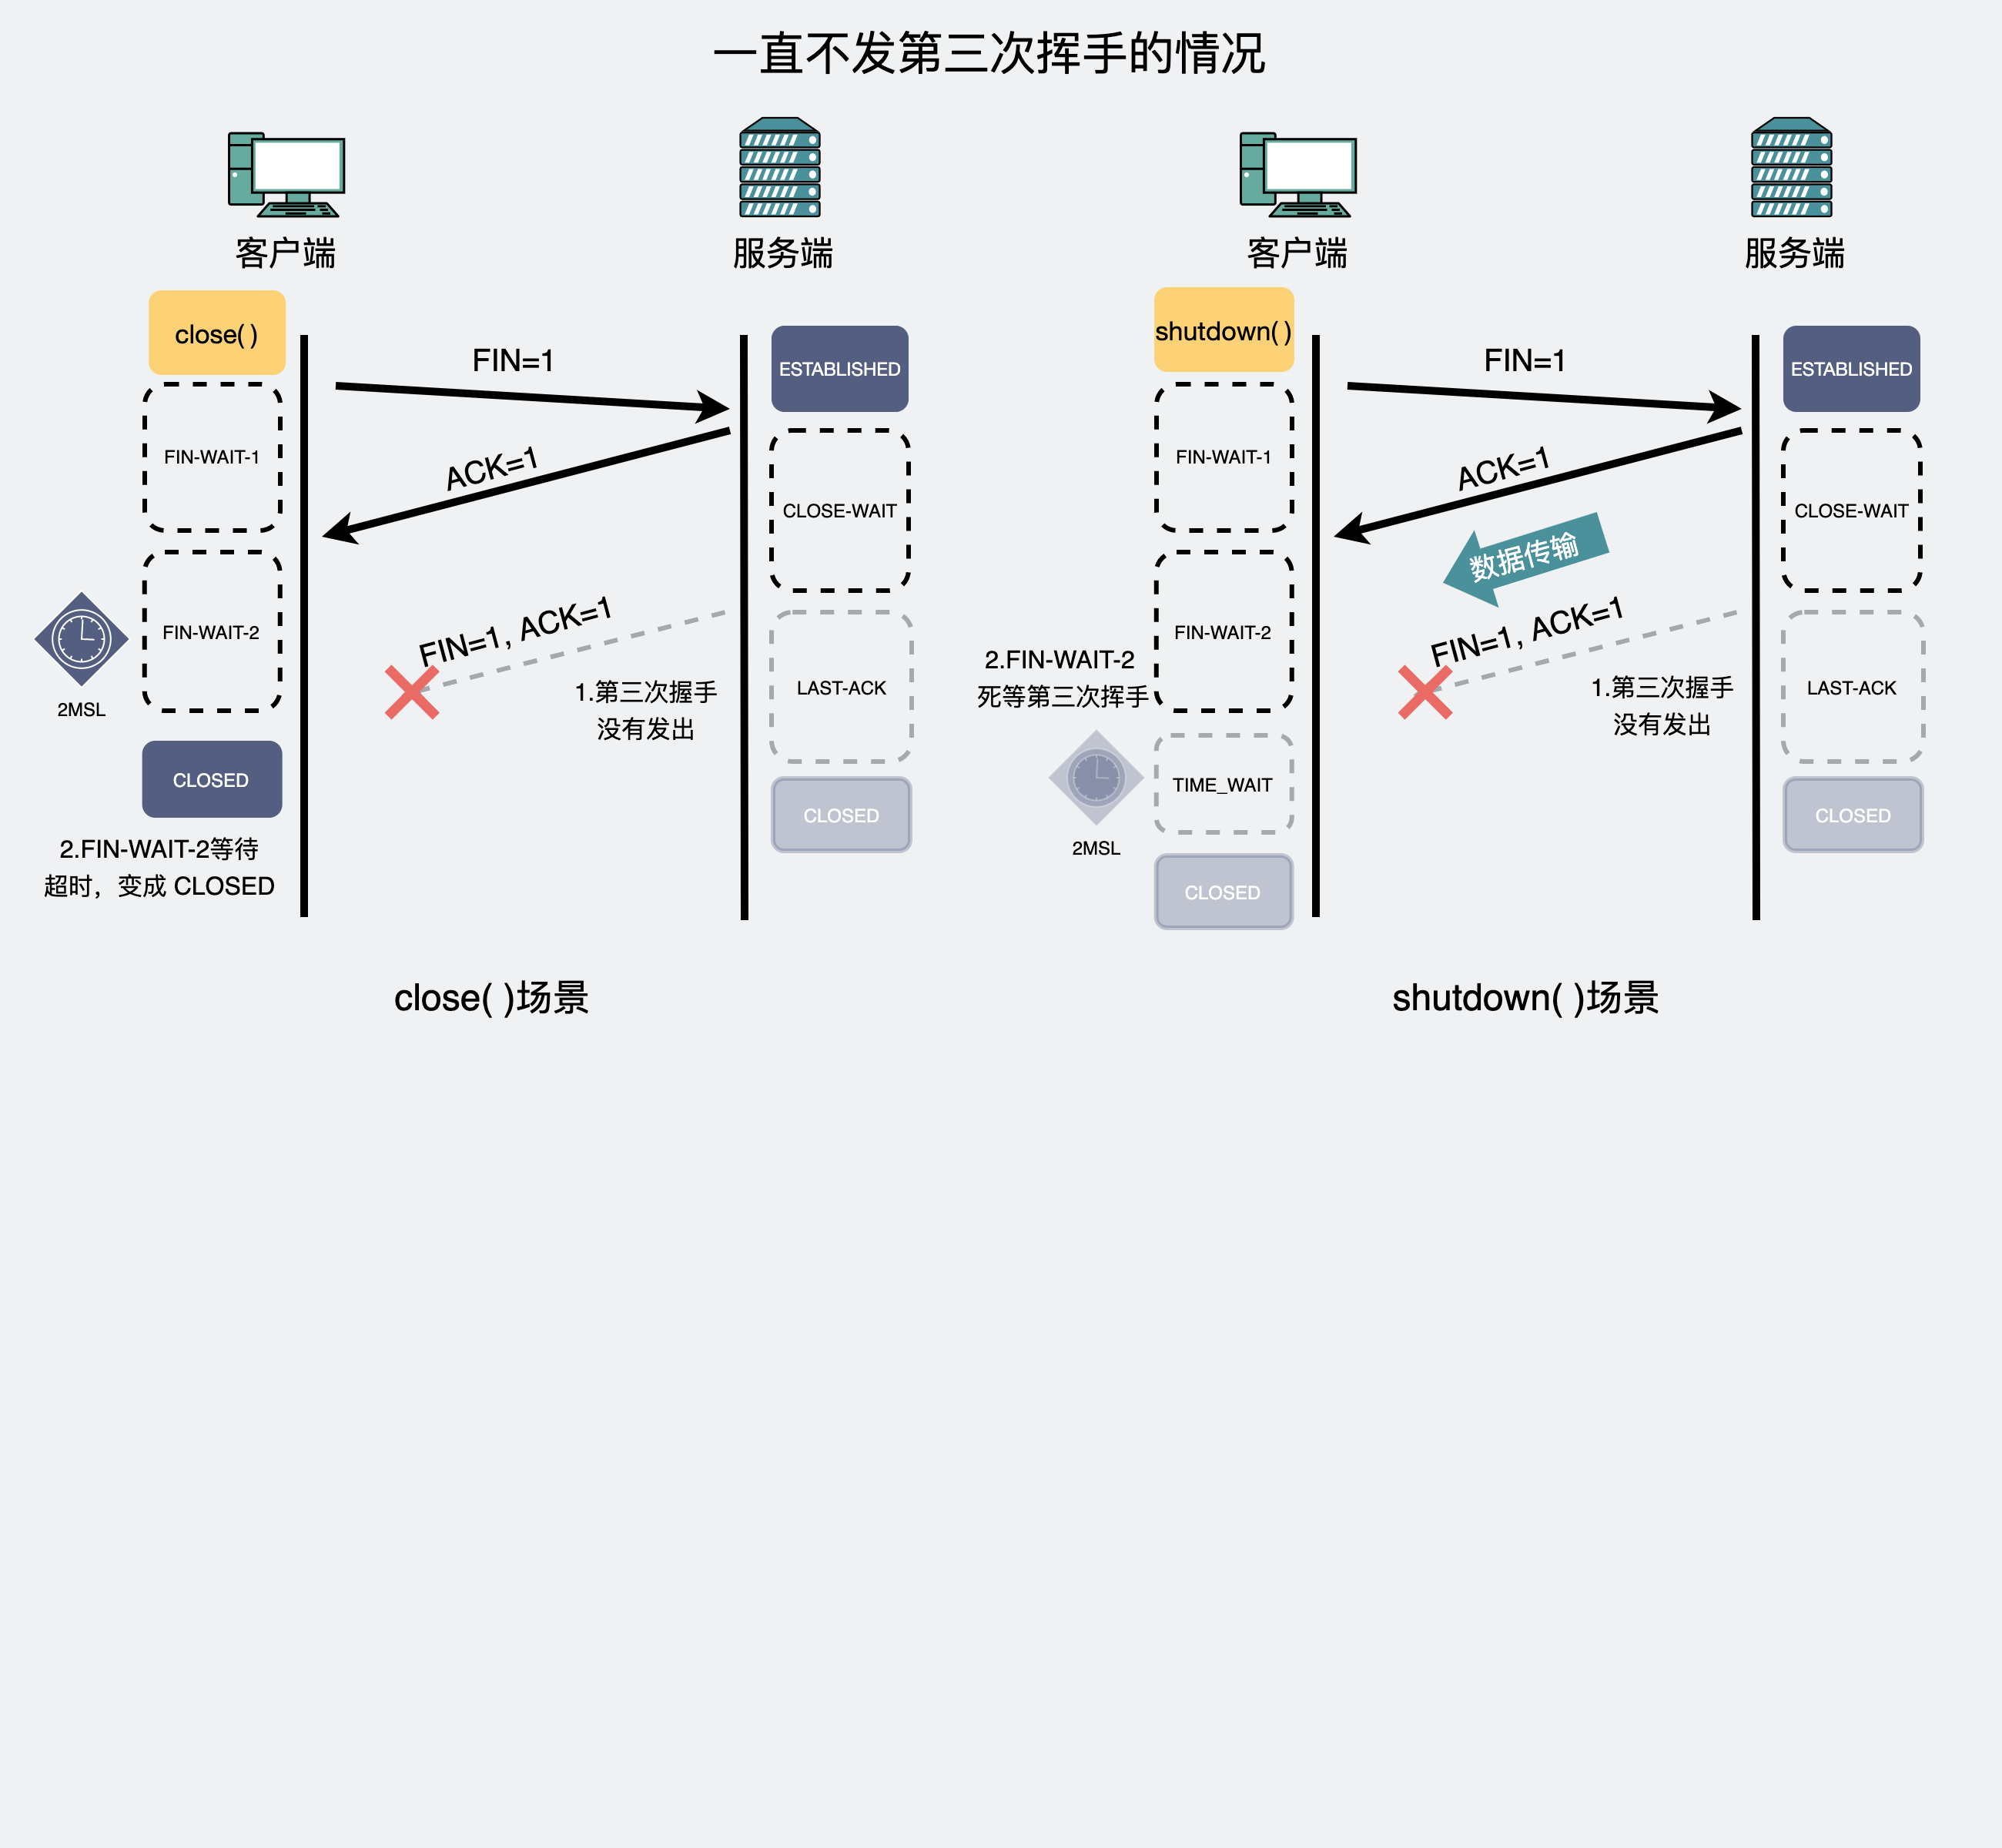 一直不发第三次挥手的情况
客户端
服务端
close( )
FIN=1
ESTABLISHED
FIN-WAIT-1
ACK=1
CLOSE-WAIT
FIN-WAIT-2
2MSL
FIN=1, ACK=1
1.第三次握手
没有发出
LAST-ACK
CLOSED
CLOSED
2.FIN-WAIT-2等待
超时，变成 CLOSED
close( )场景
客户端
服务端
shutdown( )
FIN=1
ESTABLISHED
FIN-WAIT-1
ACK=1
CLOSE-WAIT
数据传输
FIN-WAIT-2
FIN=1, ACK=1
2.FIN-WAIT-2
死等第三次挥手
1.第三次握手
没有发出
LAST-ACK
TIME_WAIT
2MSL
CLOSED
CLOSED
shutdown( )场景